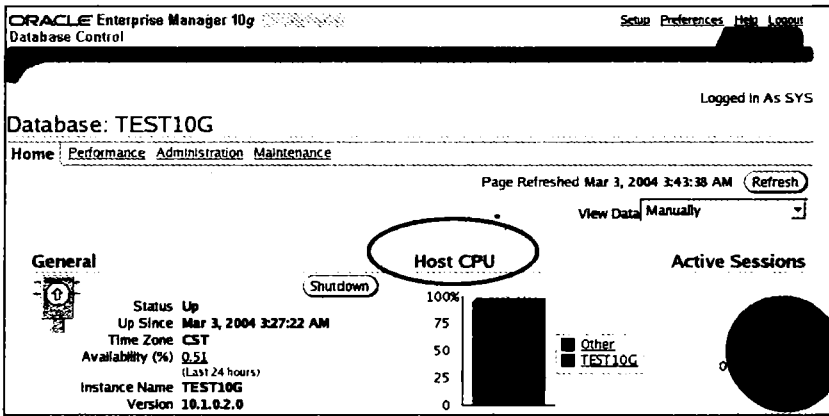 ORACLE Enterprise Manager 10g
Database Control
Setup Preferences Help Logout
Logged in As SYS
Database: TEST10G
Home Performance Administration Maintenance
Page Refreshed Mar 3, 2004 3:43:38 AM Refresh
View Data Manually
General
Shutdown
Status Up
Up Since Mar 3, 2004 3:27:22 AM
Time Zone CST
Availability (%) 0.51
(Last 24 hours)
Instance Name TEST10G
Version 10.1.0.2.0
Host CPU
100%
75
50
25
0
Other
TEST10G
Active Sessions
0